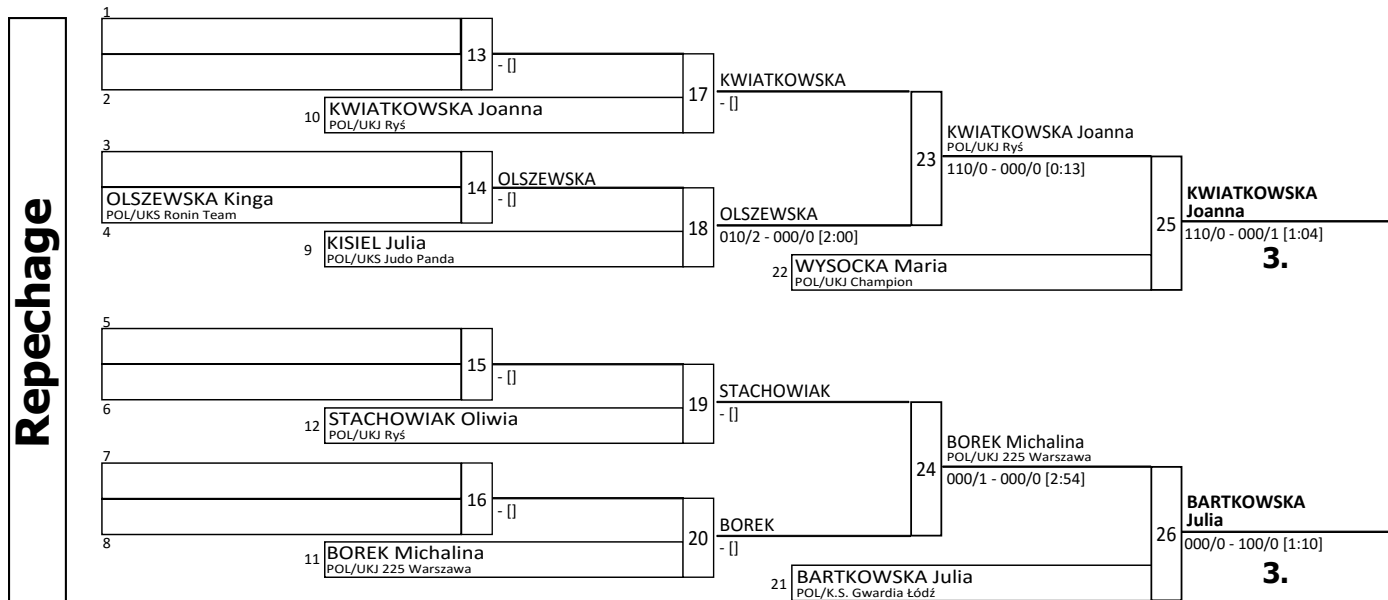 Repechage
1
13
- []
2
10
KWIATKOWSKA Joanna
POL/UKJ Ryś
17
KWIATKOWSKA
- []
3
14
OLSZEWSKA
- []
OLSZEWSKA Kinga
POL/UKS Ronin Team
4
9
KISIEL Julia
POL/UKS Judo Panda
18
OLSZEWSKA
010/2 - 000/0 [2:00]
23
KWIATKOWSKA Joanna
POL/UKJ Ryś
110/0 - 000/0 [0:13]
22
WYSOCKA Maria
POL/UKJ Champion
25
KWIATKOWSKA
Joanna
110/0 - 000/1 [1:04]
3.
5
15
- []
6
12
STACHOWIAK Oliwia
POL/UKJ Ryś
19
STACHOWIAK
- []
7
16
- []
8
11
BOREK Michalina
POL/UKJ 225 Warszawa
20
BOREK
- []
24
BOREK Michalina
POL/UKJ 225 Warszawa
000/1 - 000/0 [2:54]
21
BARTKOWSKA Julia
POL/K.S. Gwardia Łódź
26
BARTKOWSKA
Julia
000/0 - 100/0 [1:10]
3.